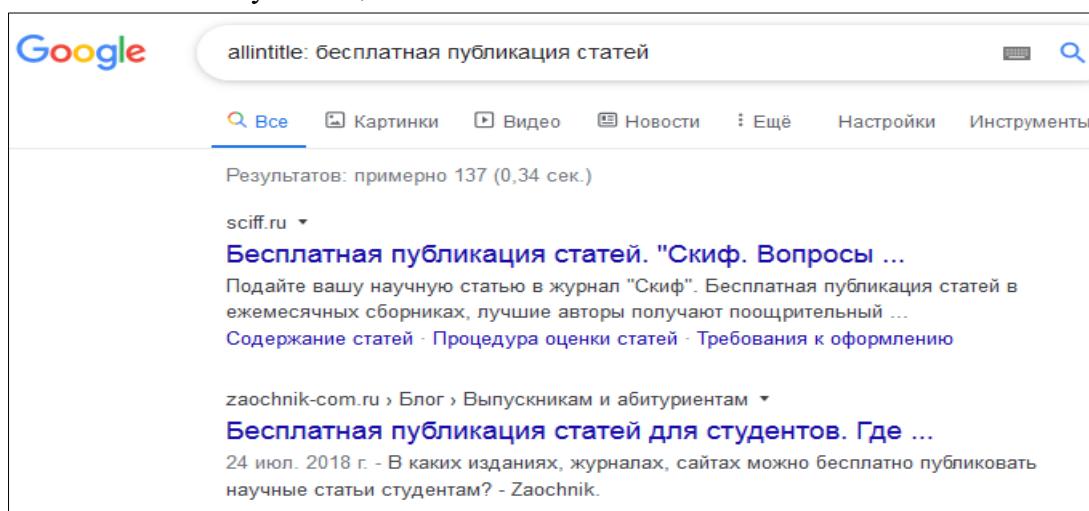 Google
allintitle: бесплатная публикация статей
Все Картинки Видео Новости Ещё Настройки Инструменты
Результатов: примерно 137 (0,34 сек.)
sciff.ru
Бесплатная публикация статей. "Скиф. Вопросы ...
Подайте вашу научную статью в журнал "Скиф". Бесплатная публикация статей в
ежемесячных сборниках, лучшие авторы получают поощрительный ...
Содержание статей · Процедура оценки статей · Требования к оформлению
zaochnik-com.ru › Блог › Выпускникам и абитуриентам
Бесплатная публикация статей для студентов. Где ...
24 июл. 2018 г. - В каких изданиях, журналах, сайтах можно бесплатно публиковать
научные статьи студентам? - Zaochnik.